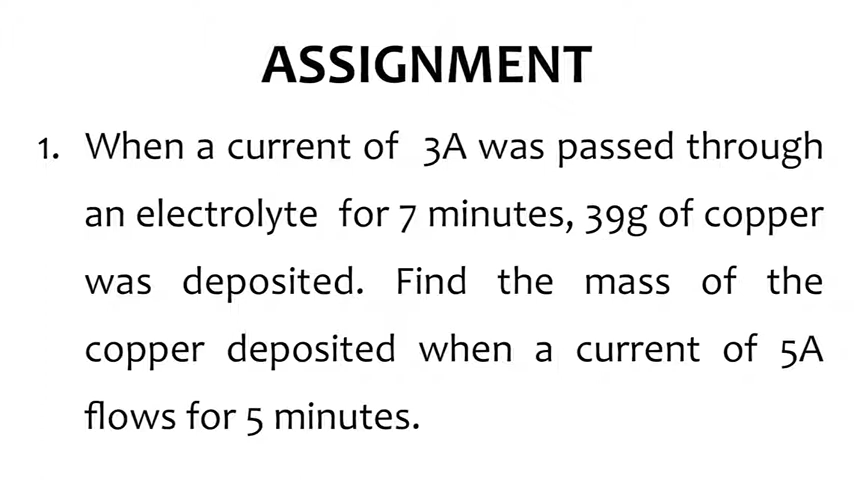 ASSIGNMENT
1. When a current of 3A was passed through
an electrolyte for 7 minutes, 39g of copper
was deposited. Find the mass of the
copper deposited when a current of 5A
flows for 5 minutes.